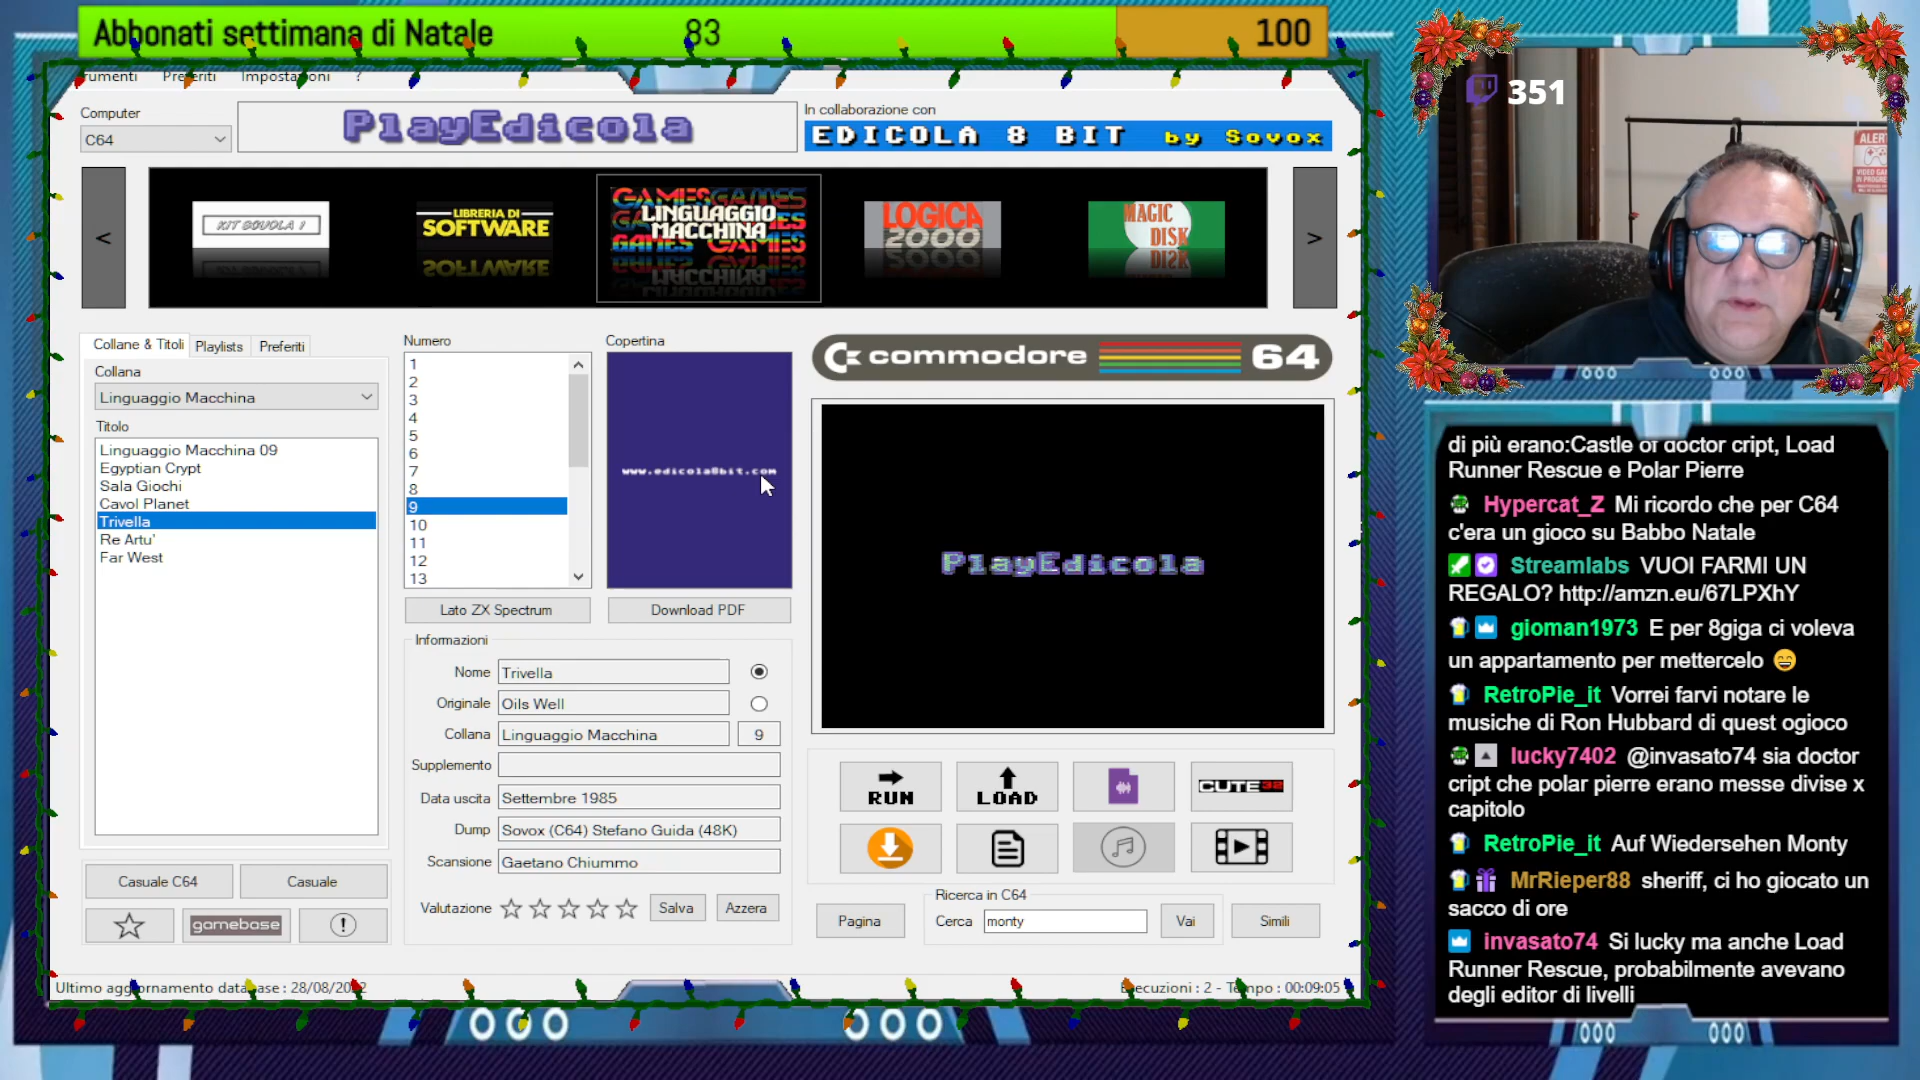 Abbonati settimana di Natale 83 100
Preferiti Impostazioni ?
Computer
C64
PlayEdicola
In collaborazione con
EDICOLA 8 BIT by Sovox
<
KIT SCUOLA 1
LIBRERIA DI
SOFTWARE
GAMES GAMES
LINGUAGGIO
MACCHINA
GAMES GAMES
LOGICA
2000
MAGIC
DISK
>
Collane & Titoli Playlists Preferiti
Collana
Linguaggio Macchina
Titolo
Linguaggio Macchina 09
Egyptian Crypt
Sala Giochi
Cavol Planet
Trivella
Re Artu'
Far West
Casuale C64 Casuale
gamebase
Numero
1
2
3
4
5
6
7
8
9
10
11
12
13
Lato ZX Spectrum
Copertina
www.edicola8bit.com
Download PDF
Informazioni
Nome Trivella
Originale Oils Well
Collana Linguaggio Macchina 9
Supplemento
Data uscita Settembre 1985
Dump Sovox (C64) Stefano Guida (48K)
Scansione Gaetano Chiummo
Valutazione Salva Azzera
commodore 64
PlayEdicola
RUN LOAD
Pagina
Ricerca in C64
Cerca monty Vai Simili
Ultimo aggiornamento database : 28/08/2022
Esecuzioni : 2 - Tempo : 00:09:05
351
di più erano:Castle of doctor cript, Load
Runner Rescue e Polar Pierre
Hypercat_Z Mi ricordo che per C64
c'era un gioco su Babbo Natale
Streamlabs VUOI FARMI UN
REGALO? http://amzn.eu/67LPXhY
gioman1973 E per 8giga ci voleva
un appartamento per mettercelo 😄
RetroPie_it Vorrei farvi notare le
musiche di Ron Hubbard di quest ogioco
lucky7402 @invasato74 sia doctor
cript che polar pierre erano messe divise x
capitolo
RetroPie_it Auf Wiedersehen Monty
MrRieper88 sheriff, ci ho giocato un
sacco di ore
invasato74 Si lucky ma anche Load
Runner Rescue, probabilmente avevano
degli editor di livelli